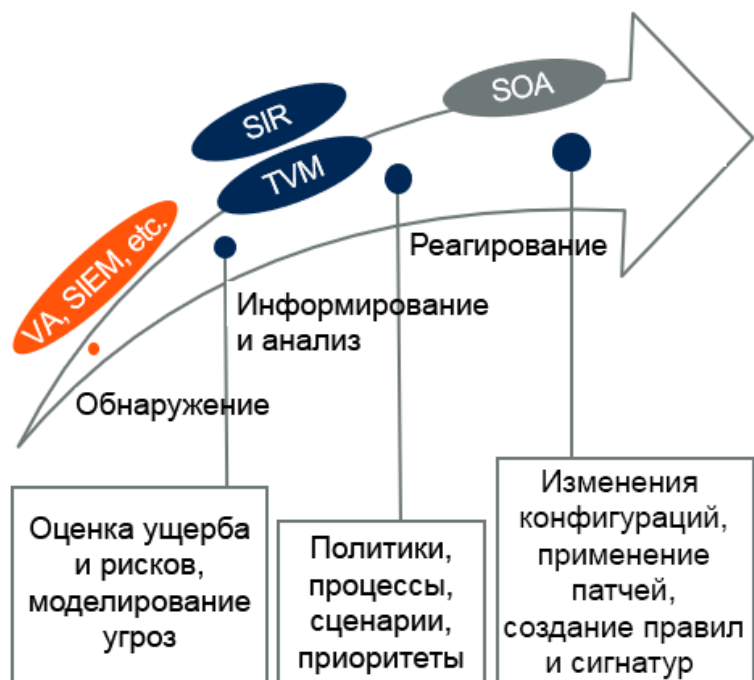 SOA
SIR
TVM
VA, SIEM, etc.
Реагирование
Информирование
и анализ
Обнаружение
Оценка ущерба
и рисков,
моделирование
угроз
Политики,
процессы,
сценарии,
приоритеты
Изменения
конфигураций,
применение
патчей,
создание правил
и сигнатур